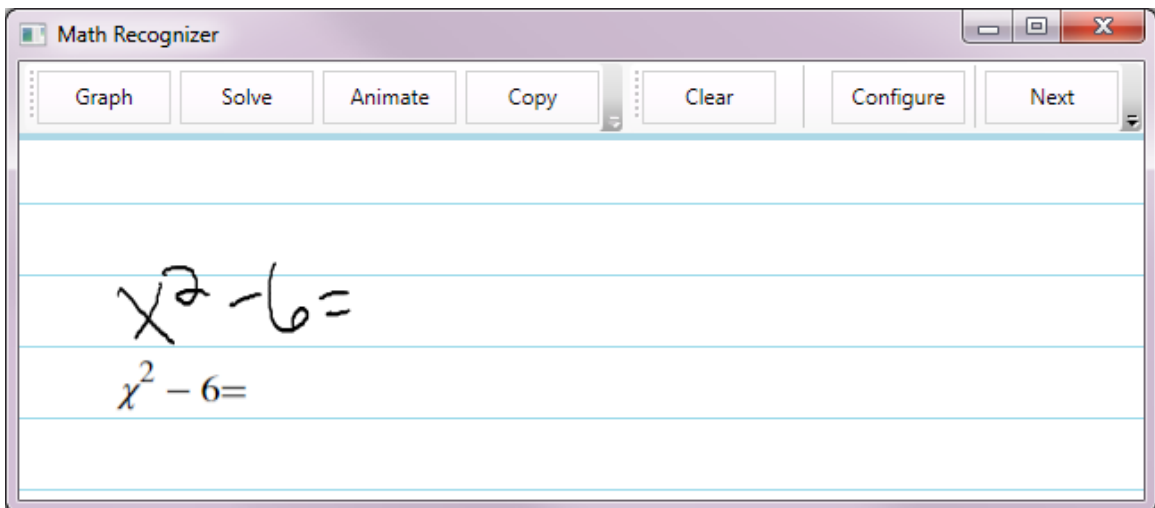 Math Recognizer
Graph Solve Animate Copy Clear Configure Next
x² - 6 =
χ² − 6=